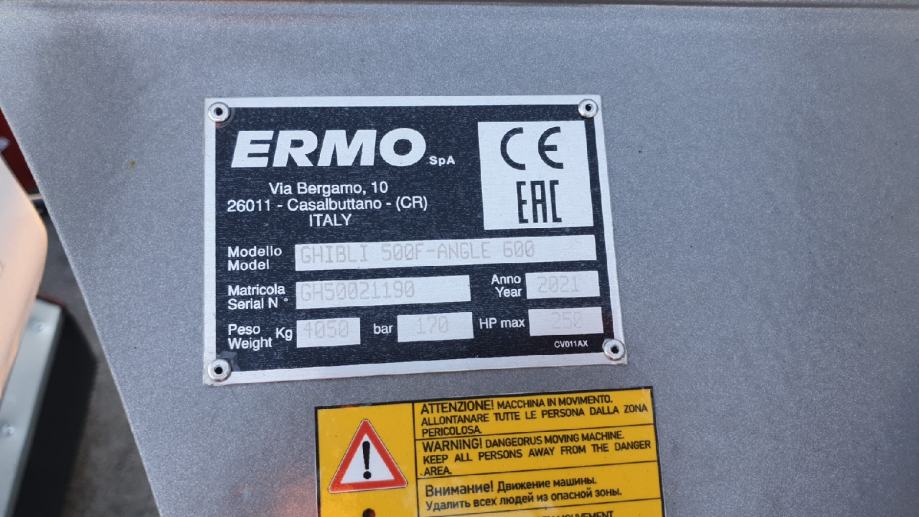 ERMO SpA
CE
EAC
Via Bergamo, 10
26011 - Casalbuttano - (CR)
ITALY
Modello
Model GHIBLI 500F-ANGLE 600
Matricola
Serial N° GH50021190 Anno
Year 2021
Peso
Weight Kg 4050 bar 170 HP max 250
CV011AX
ATTENZIONE! MACCHINA IN MOVIMENTO.
ALLONTANARE TUTTE LE PERSONA DALLA ZONA
PERICOLOSA.
WARNING! DANGEORUS MOVING MACHINE.
KEEP ALL PERSONS AWAY FROM THE DANGER
AREA.
Внимание! Движение машины.
Удалить всех людей из опасной зоны.